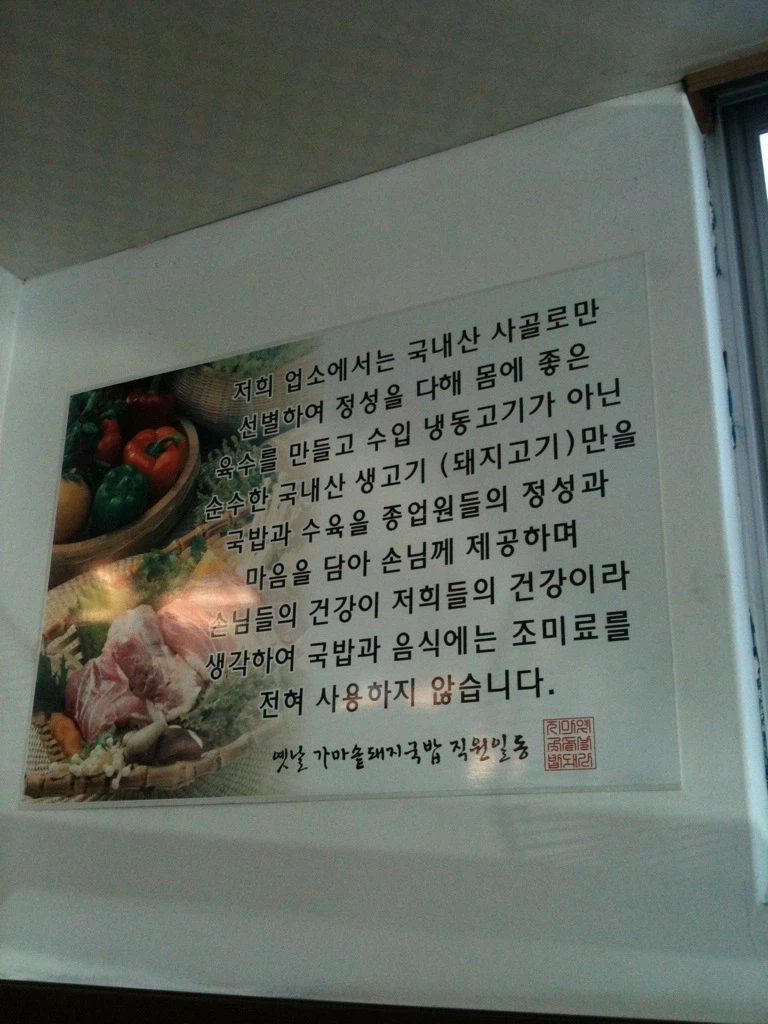 저희 업소에서는 국내산 사골로만
선별하여 정성을 다해 몸에 좋은
육수를 만들고 수입 냉동고기가 아닌
순수한 국내산 생고기 (돼지고기)만을
국밥과 수육을 종업원들의 정성과
마음을 담아 손님께 제공하며
손님들의 건강이 저희들의 건강이라
생각하여 국밥과 음식에는 조미료를
전혀 사용하지 않습니다.
옛날 가마솥돼지국밥 직원일동